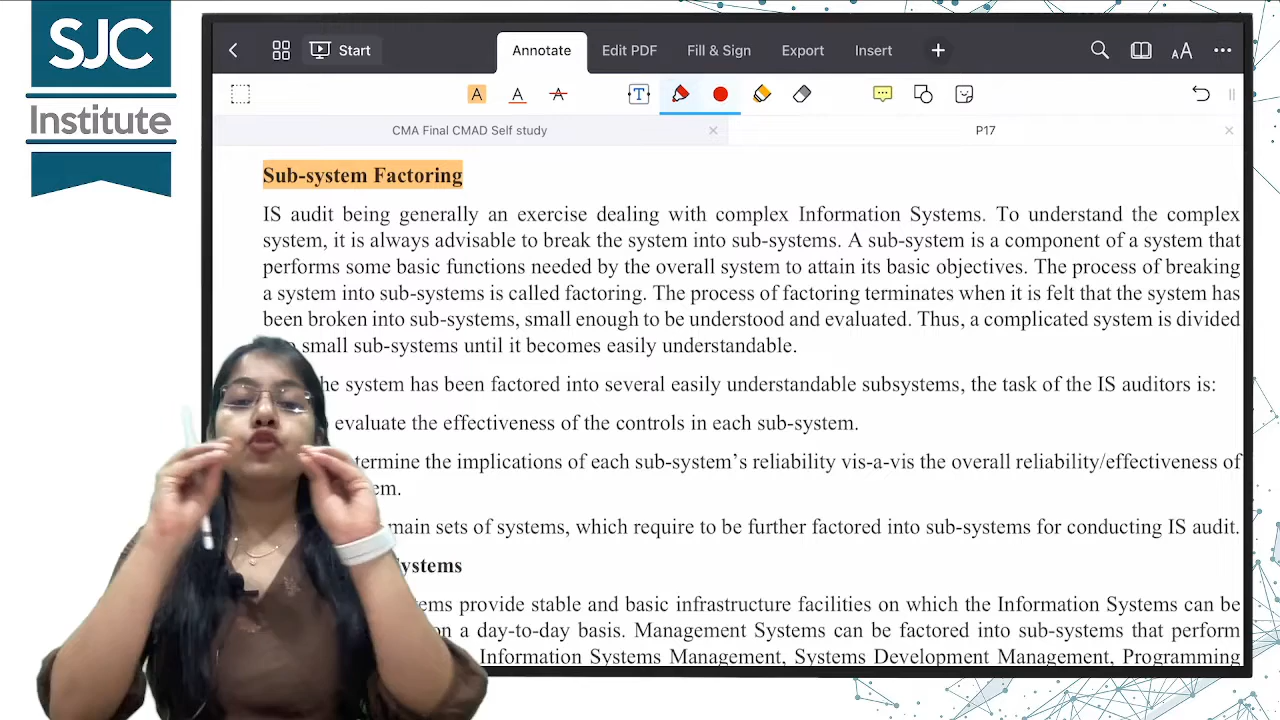 SJC
Institute
Start
Annotate
Edit PDF
Fill & Sign
Export
Insert
CMA Final CMAD Self study
P17
Sub-system Factoring
IS audit being generally an exercise dealing with complex Information Systems. To understand the complex
system, it is always advisable to break the system into sub-systems. A sub-system is a component of a system that
performs some basic functions needed by the overall system to attain its basic objectives. The process of breaking
a system into sub-systems is called factoring. The process of factoring terminates when it is felt that the system has
been broken into sub-systems, small enough to be understood and evaluated. Thus, a complicated system is divided
small sub-systems until it becomes easily understandable.
the system has been factored into several easily understandable subsystems, the task of the IS auditors is:
evaluate the effectiveness of the controls in each sub-system.
the implications of each sub-system's reliability vis-a-vis the overall reliability/effectiveness of
main sets of systems, which require to be further factored into sub-systems for conducting IS audit.
provide stable and basic infrastructure facilities on which the Information Systems can be
on a day-to-day basis. Management Systems can be factored into sub-systems that perform
Information Systems Management, Systems Development Management, Programming